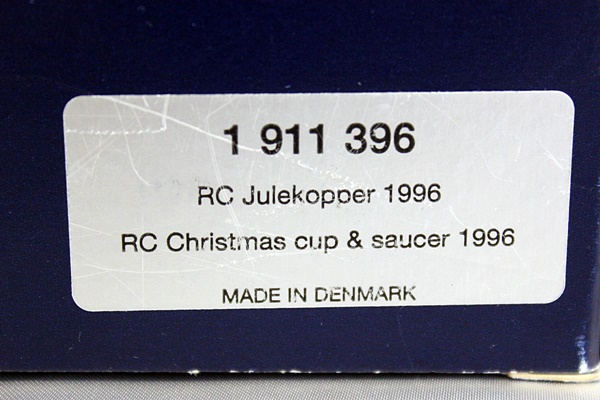 1 911 396
RC Julekopper 1996
RC Christmas cup & saucer 1996
MADE IN DENMARK